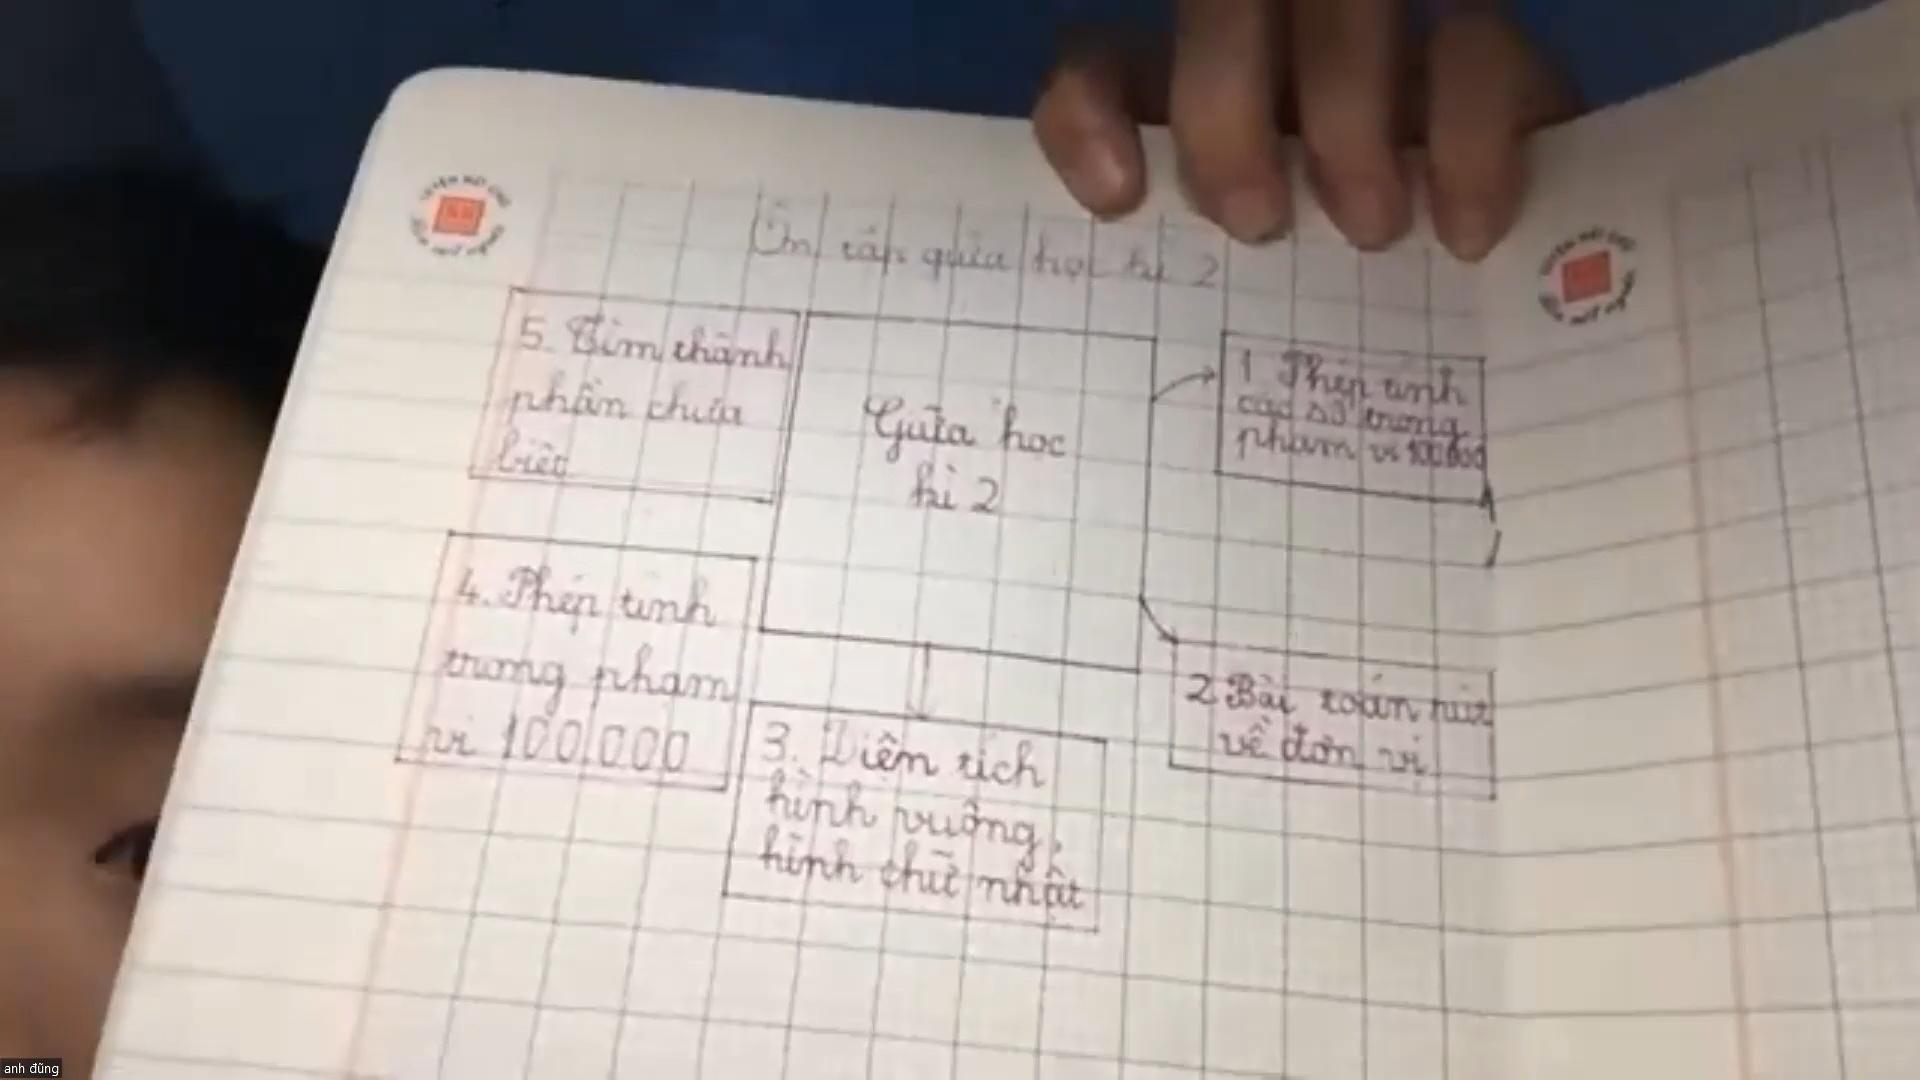 Ôn tập giữa học kì 2
5. Tìm thành
phần chưa
biết
Giữa học
kì 2
1. Phép tính
các số trong
phạm vi 100.000
4. Phép tính
trong phạm
vi 100.000
3. Diện tích
hình vuông,
hình chữ nhật
2. Bài toán rút
về đơn vị
anh đũng